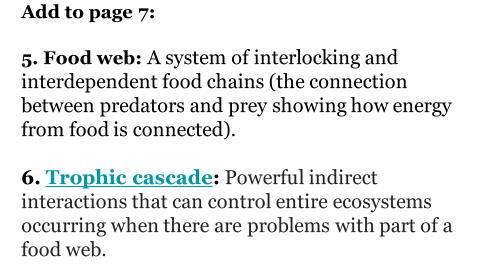 Add to page 7:
5. Food web: A system of interlocking and
interdependent food chains (the connection
between predators and prey showing how energy
from food is connected).
6. Trophic cascade: Powerful indirect
interactions that can control entire ecosystems
occurring when there are problems with part of a
food web.